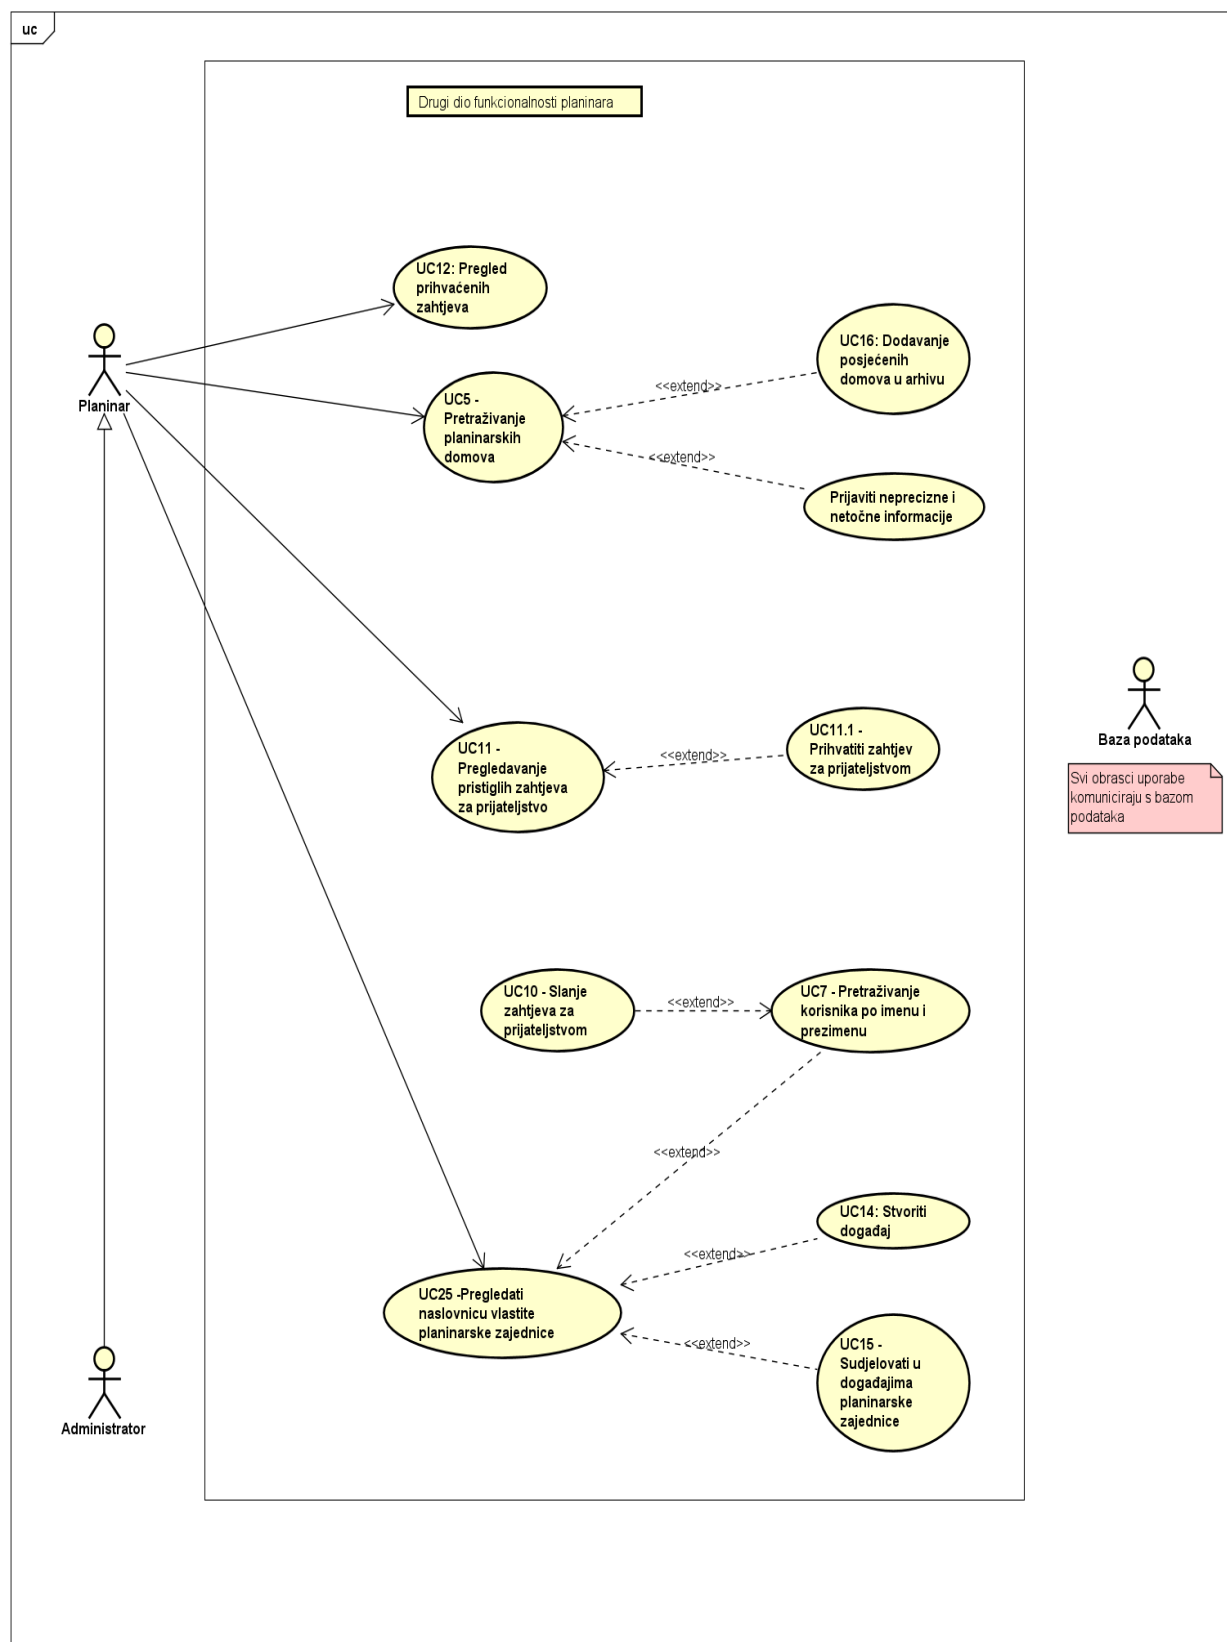 uc
Drugi dio funkcionalnosti planinara
UC12: Pregled
prihvaćenih
zahtjeva
UC16: Dodavanje
posjećenih
domova u arhivu
<<extend>>
Planinar
UC5 -
Pretraživanje
planinarskih
domova
<<extend>>
Prijaviti neprecizne i
netočne informacije
UC11 -
Pregledavanje
pristiglih zahtjeva
za prijateljstvo
<<extend>>
UC11.1 -
Prihvatiti zahtjev
za prijateljstvom
Baza podataka
Svi obrasci uporabe
komuniciraju s bazom
podataka
UC10 - Slanje
zahtjeva za
prijateljstvom
<<extend>>
UC7 - Pretraživanje
korisnika po imenu i
prezimenu
<<extend>>
UC14: Stvoriti
događaj
<<extend>>
UC25 -Pregledati
naslovnicu vlastite
planinarske zajednice
<<extend>>
UC15 -
Sudjelovati u
događajima
planinarske
zajednice
Administrator